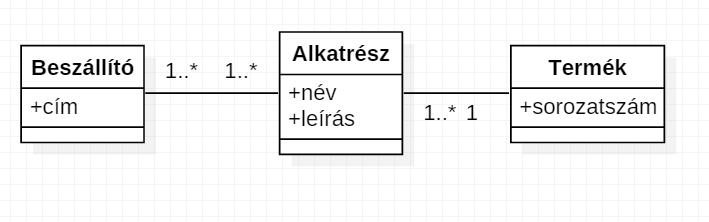 Beszállító
+cím
1..* 1..*
Alkatrész
+név
+leírás
1..* 1
Termék
+sorozatszám